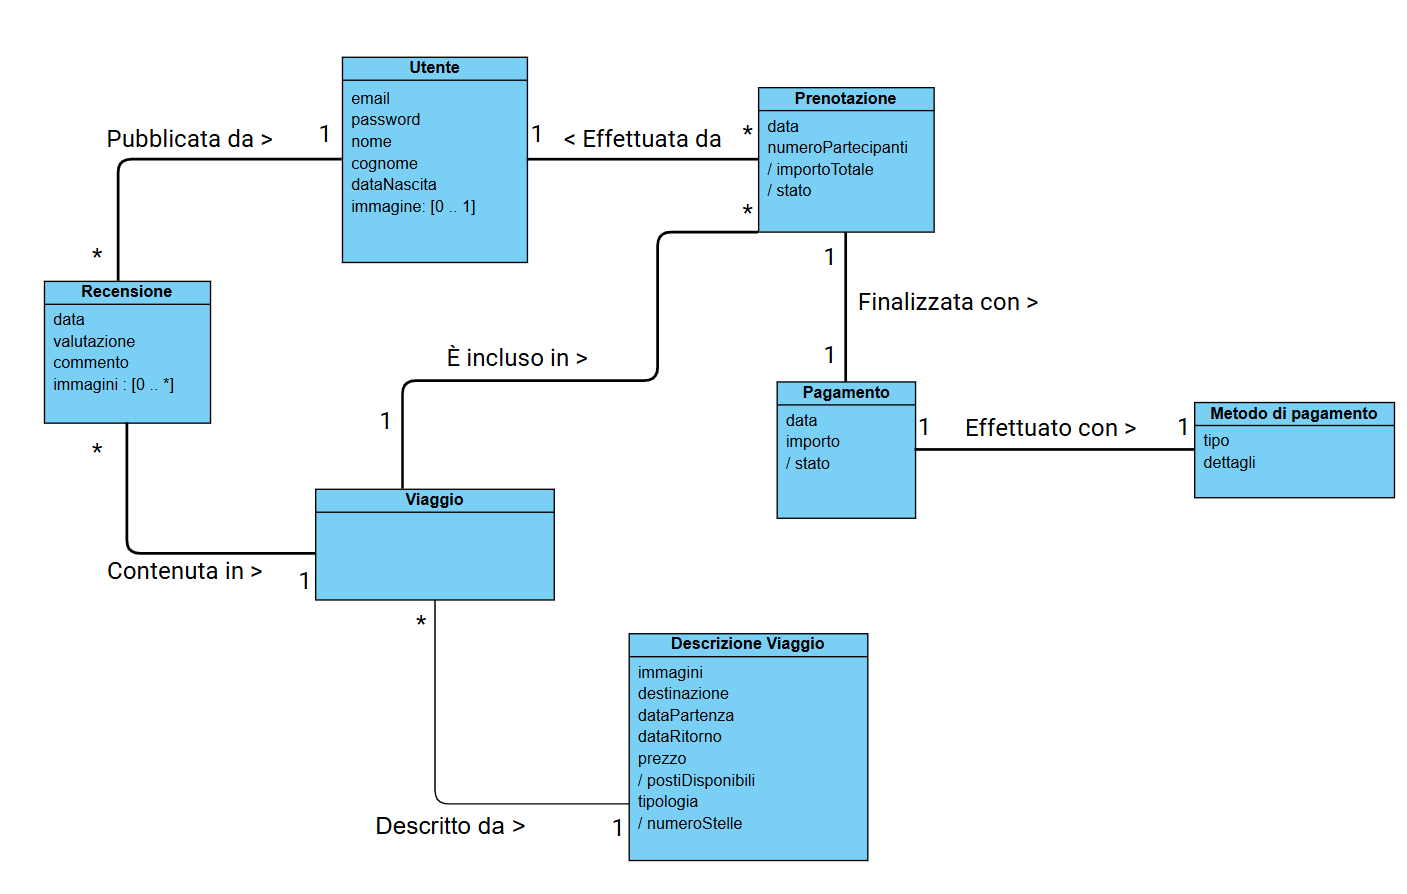 Utente
email
password
nome
cognome
dataNascita
immagine: [0 .. 1]
Prenotazione
data
numeroPartecipanti
/ importoTotale
/ stato
Pubblicata da >
1
1
< Effettuata da
*
*
*
1
Finalizzata con >
1
Recensione
data
valutazione
commento
immagini : [0 .. *]
È incluso in >
1
Pagamento
data
importo
/ stato
1
Effettuato con >
1
Metodo di pagamento
tipo
dettagli
*
Viaggio
Contenuta in >
1
*
Descrizione Viaggio
immagini
destinazione
dataPartenza
dataRitorno
prezzo
/ postiDisponibili
tipologia
/ numeroStelle
Descritto da >
1